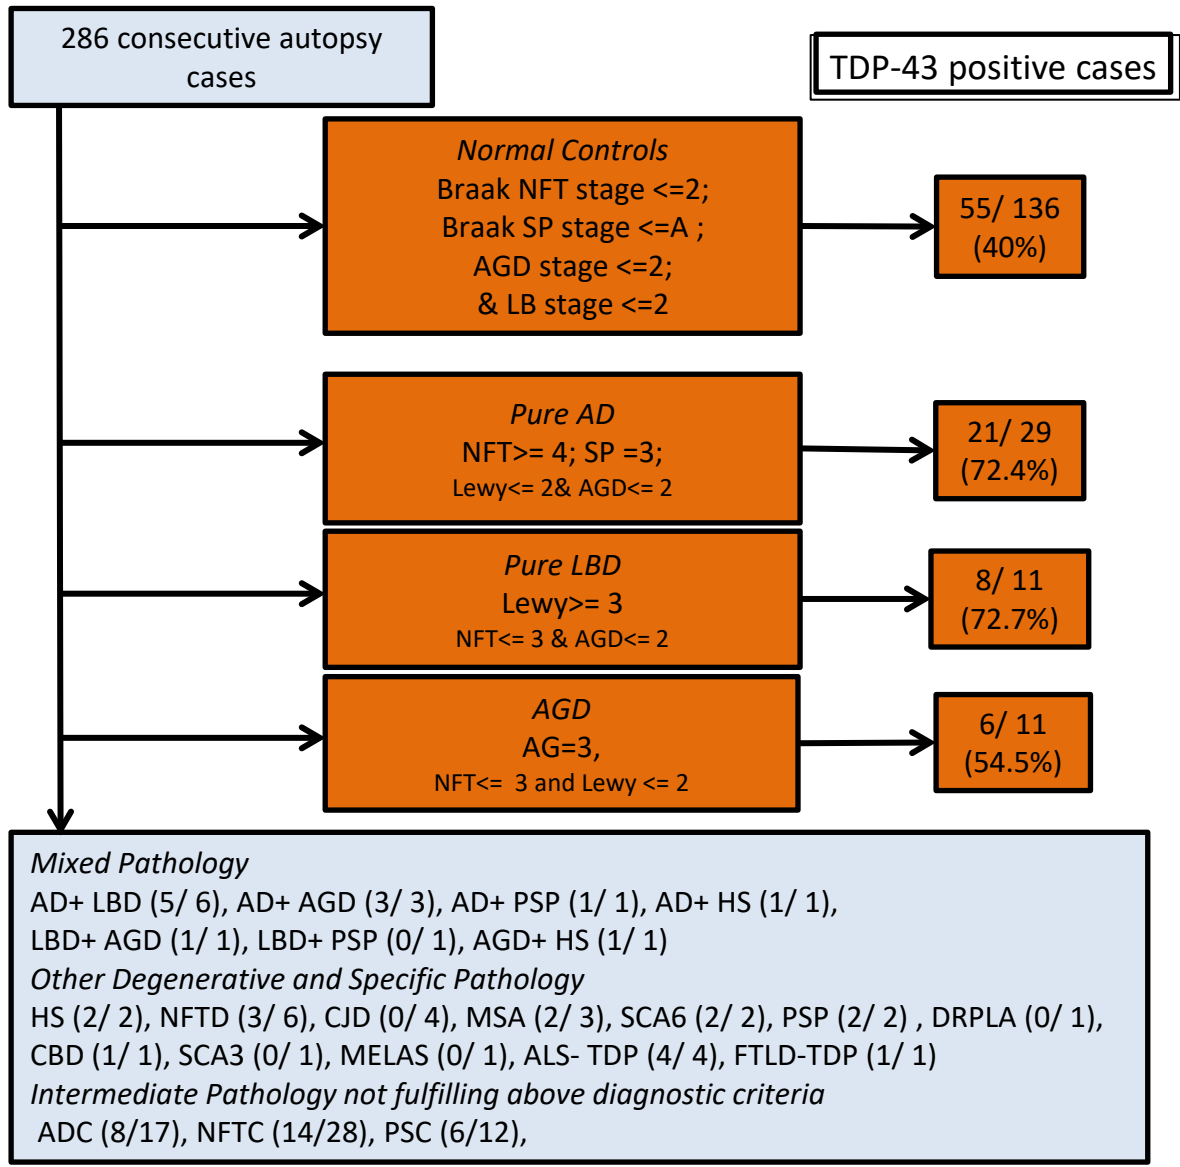 286 consecutive autopsy
cases
TDP-43 positive cases
Normal Controls
Braak NFT stage <=2;
Braak SP stage <=A ;
AGD stage <=2;
& LB stage <=2
55/ 136
(40%)
Pure AD
NFT>= 4; SP =3;
Lewy<= 2& AGD<= 2
21/ 29
(72.4%)
Pure LBD
Lewy>= 3
NFT<= 3 & AGD<= 2
8/ 11
(72.7%)
AGD
AG=3,
NFT<= 3 and Lewy <= 2
6/ 11
(54.5%)
Mixed Pathology
AD+ LBD (5/ 6), AD+ AGD (3/ 3), AD+ PSP (1/ 1), AD+ HS (1/ 1),
LBD+ AGD (1/ 1), LBD+ PSP (0/ 1), AGD+ HS (1/ 1)
Other Degenerative and Specific Pathology
HS (2/ 2), NFTD (3/ 6), CJD (0/ 4), MSA (2/ 3), SCA6 (2/ 2), PSP (2/ 2) , DRPLA (0/ 1),
CBD (1/ 1), SCA3 (0/ 1), MELAS (0/ 1), ALS- TDP (4/ 4), FTLD-TDP (1/ 1)
Intermediate Pathology not fulfilling above diagnostic criteria
ADC (8/17), NFTC (14/28), PSC (6/12),